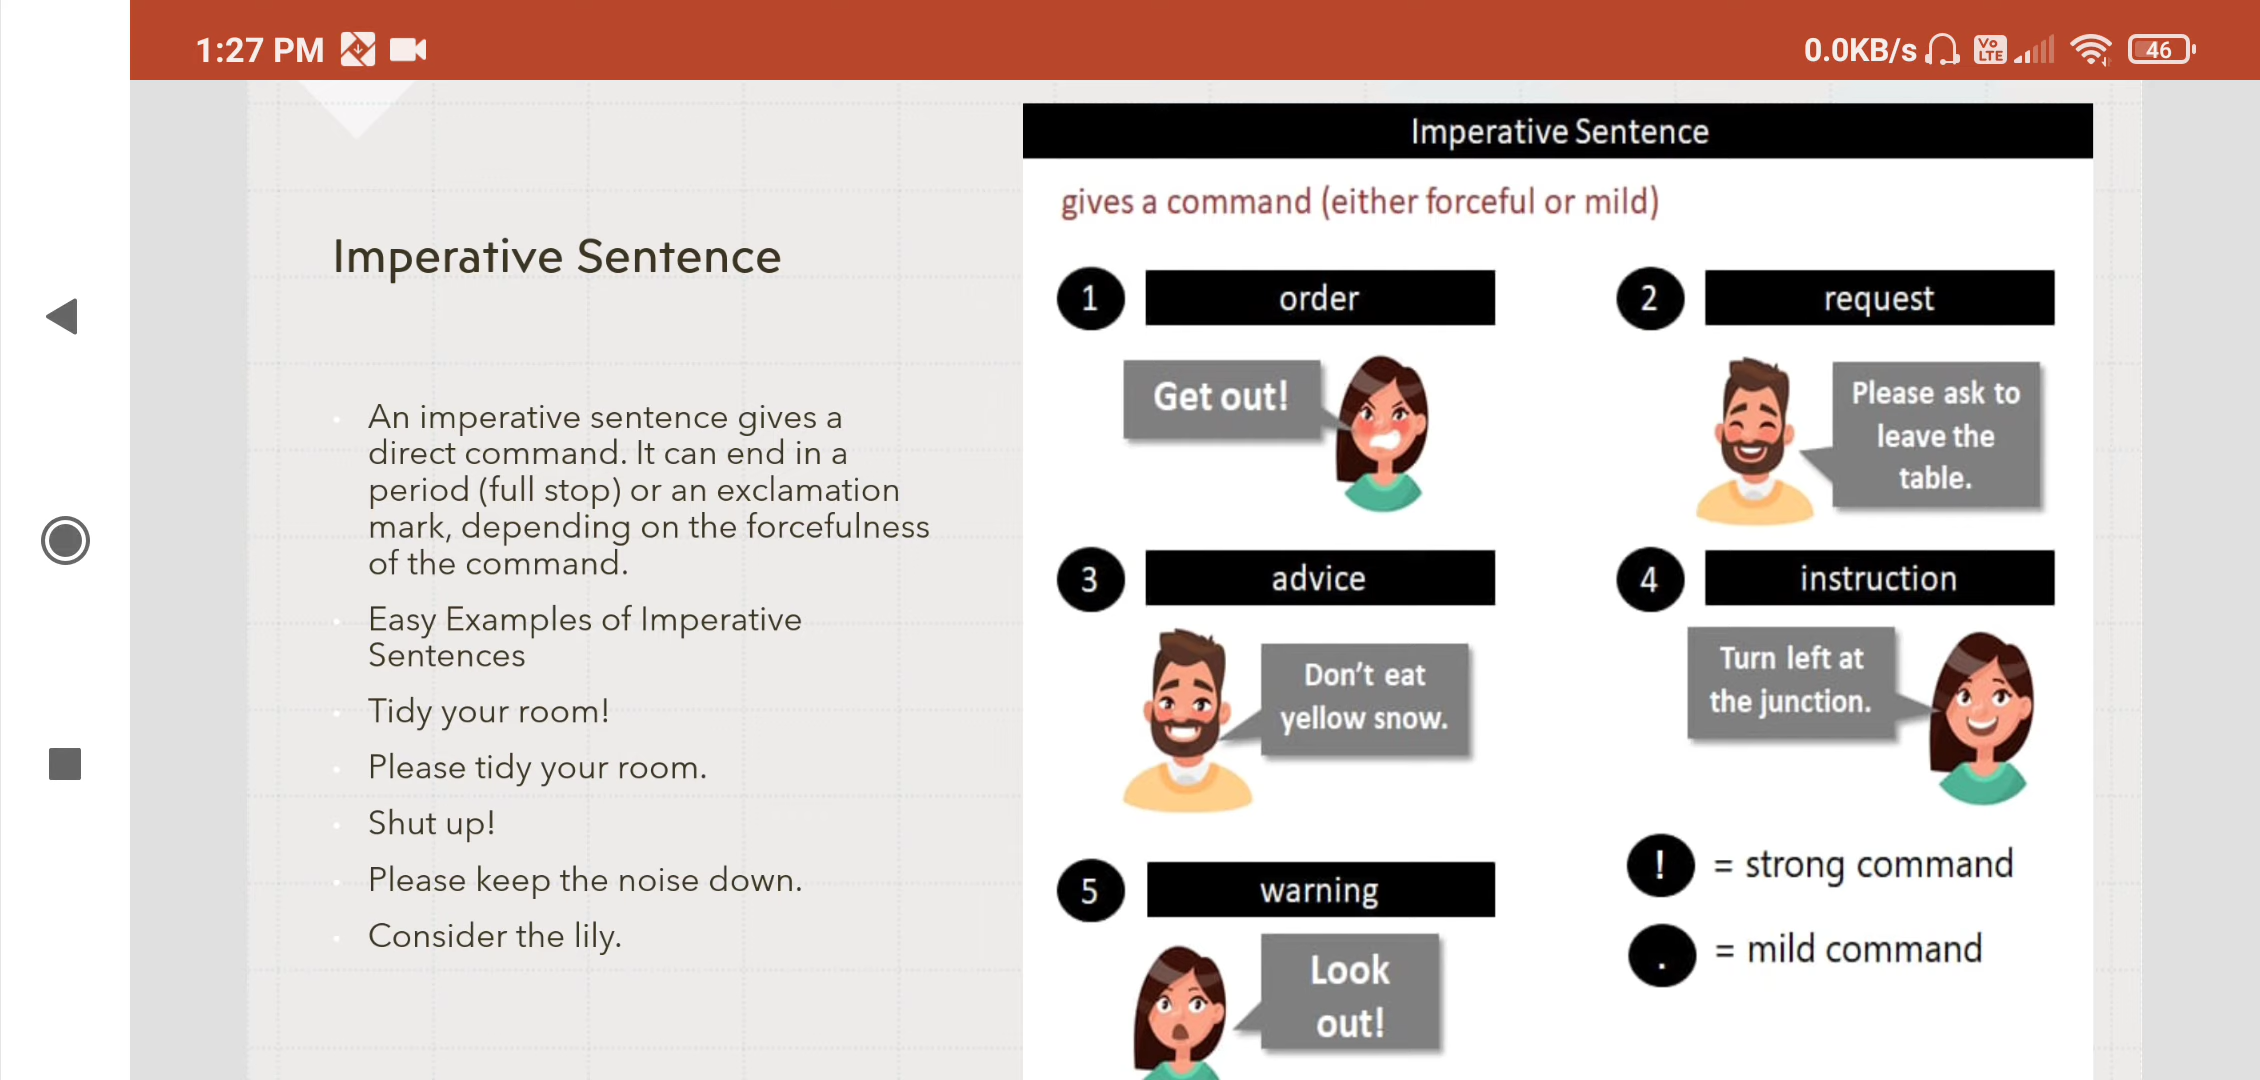 1:27 PM
0.0KB/s
Vo
LTE
46
Imperative Sentence
An imperative sentence gives a
direct command. It can end in a
period (full stop) or an exclamation
mark, depending on the forcefulness
of the command.
Easy Examples of Imperative
Sentences
Tidy your room!
Please tidy your room.
Shut up!
Please keep the noise down.
Consider the lily.
Imperative Sentence
gives a command (either forceful or mild)
1 order
Get out!
2 request
Please ask to
leave the
table.
3 advice
Don't eat
yellow snow.
4 instruction
Turn left at
the junction.
5 warning
Look
out!
! = strong command
. = mild command